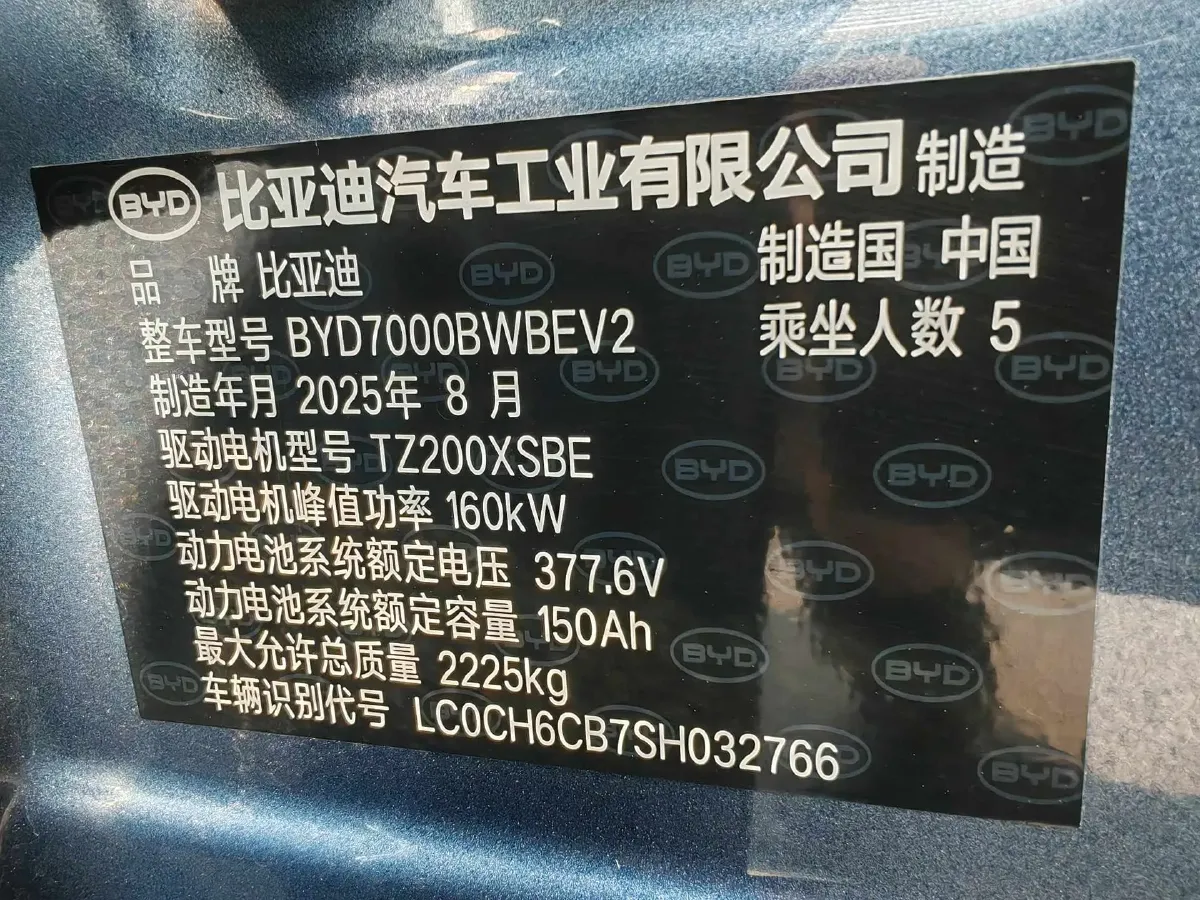 BYD 比亚迪汽车工业有限公司 制造
品 牌 比亚迪
制造国 中国
整车型号 BYD7000BWBEV2
乘坐人数 5
制造年月 2025年 8 月
驱动电机型号 TZ200XSBE
驱动电机峰值功率 160kW
动力电池系统额定电压 377.6V
动力电池系统额定容量 150Ah
最大允许总质量 2225kg
车辆识别代号 LC0CH6CB7SH032766